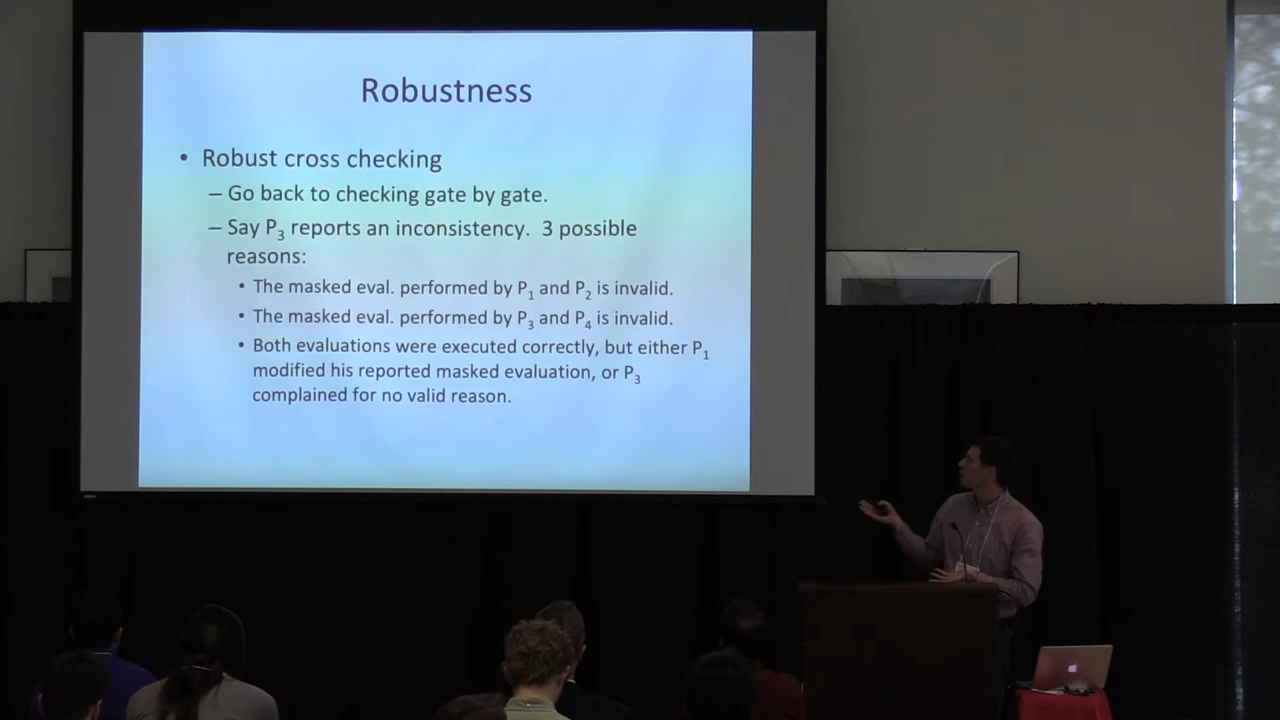 Robustness
• Robust cross checking
– Go back to checking gate by gate.
– Say P3 reports an inconsistency. 3 possible
reasons:
• The masked eval. performed by P1 and P2 is invalid.
• The masked eval. performed by P3 and P4 is invalid.
• Both evaluations were executed correctly, but either P1
modified his reported masked evaluation, or P3
complained for no valid reason.